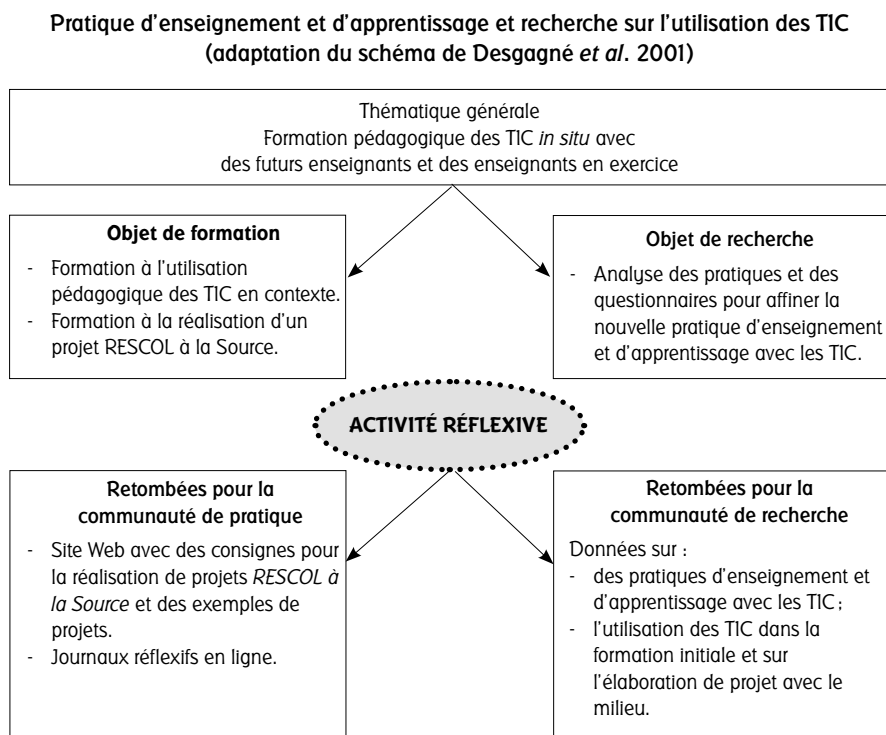 Pratique d'enseignement et d'apprentissage et recherche sur l'utilisation des TIC
(adaptation du schéma de Desgagné et al. 2001)
Thématique générale
Formation pédagogique des TIC in situ avec
des futurs enseignants et des enseignants en exercice
Objet de formation
- Formation à l'utilisation
pédagogique des TIC en contexte.
- Formation à la réalisation d'un
projet RESCOL à la Source.
Objet de recherche
- Analyse des pratiques et des
questionnaires pour affiner la
nouvelle pratique d'enseignement
et d'apprentissage avec les TIC.
ACTIVITÉ RÉFLEXIVE
Retombées pour la
communauté de pratique
- Site Web avec des consignes pour
la réalisation de projets RESCOL à
la Source et des exemples de
projets.
- Journaux réflexifs en ligne.
Retombées pour la
communauté de recherche
Données sur :
- des pratiques d'enseignement et
d'apprentissage avec les TIC ;
- l'utilisation des TIC dans la
formation initiale et sur
l'élaboration de projet avec le
milieu.